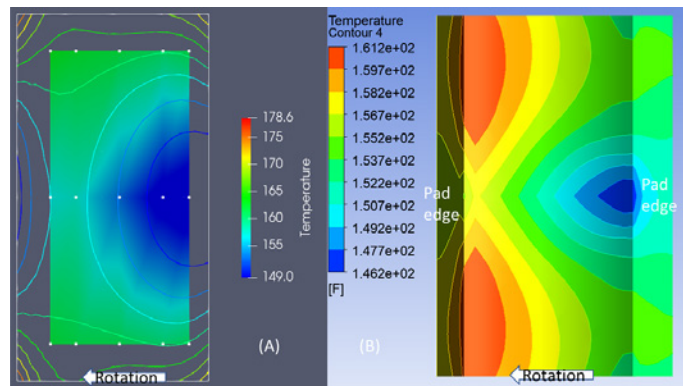 178.6
175
170
165
160
155
149.0
Temperature
(A)
Rotation
Temperature
Contour 4
1.612e+02
1.597e+02
1.582e+02
1.567e+02
1.552e+02
1.537e+02
1.522e+02
1.507e+02
1.492e+02
1.477e+02
1.462e+02
[F]
(B)
Pad
edge
Pad
edge
Rotation